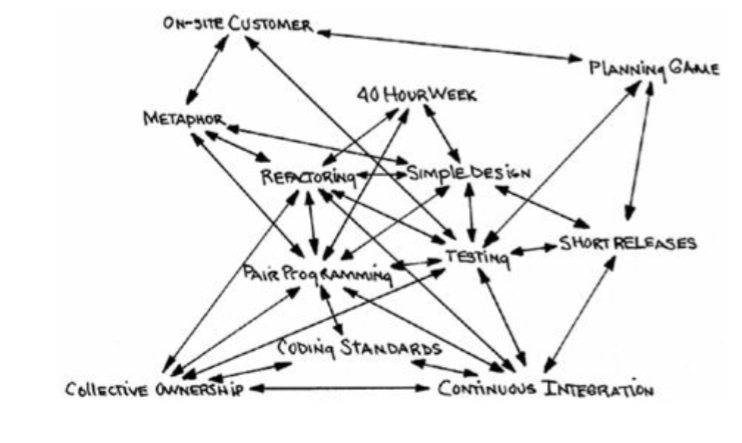 On-site Customer
Planning Game
40 Hour Week
Metaphor
Refactoring
Simple Design
Short Releases
Testing
Pair Programming
Coding Standards
Collective Ownership
Continuous Integration